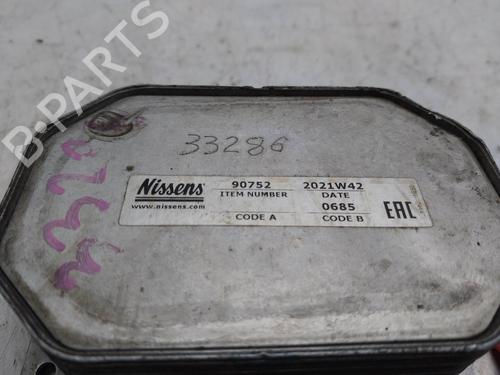 33286
Nissens
www.nissens.com
90752
ITEM NUMBER
2021W42
DATE
0685
CODE A
CODE B
EAC
B-PARTS